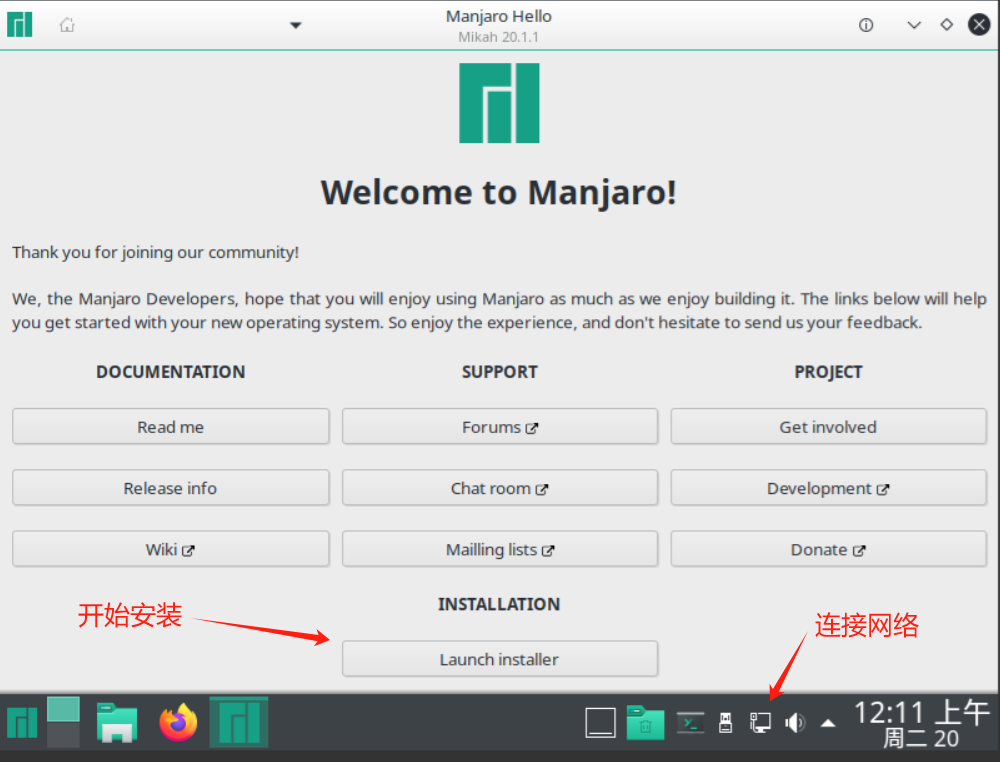 Manjaro Hello
Mikah 20.1.1
Welcome to Manjaro!
Thank you for joining our community!
We, the Manjaro Developers, hope that you will enjoy using Manjaro as much as we enjoy building it. The links below will help
you get started with your new operating system. So enjoy the experience, and don't hesitate to send us your feedback.
DOCUMENTATION
SUPPORT
PROJECT
Read me
Forums
Get involved
Release info
Chat room
Development
Wiki
Mailling lists
Donate
开始安装
INSTALLATION
连接网络
Launch installer
12:11 上午
周二 20